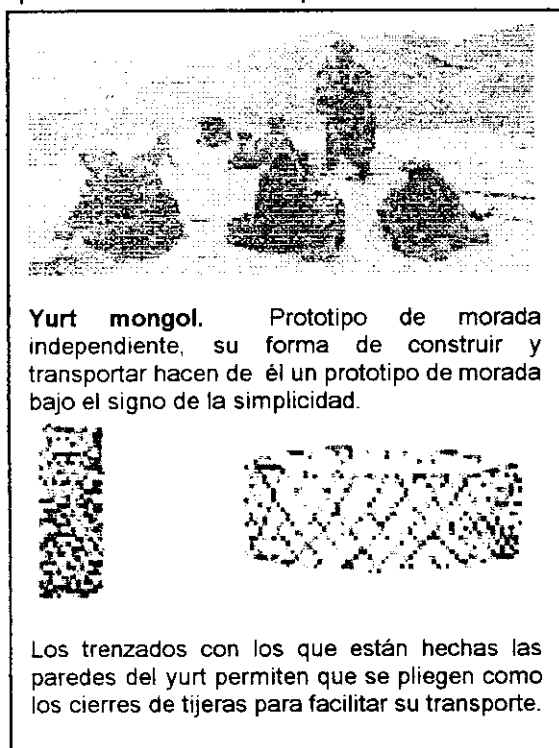 Yurt mongol. Prototipo de morada
independiente, su forma de construir y
transportar hacen de él un prototipo de morada
bajo el signo de la simplicidad.
Los trenzados con los que están hechas las
paredes del yurt permiten que se pliegen como
los cierres de tijeras para facilitar su transporte.